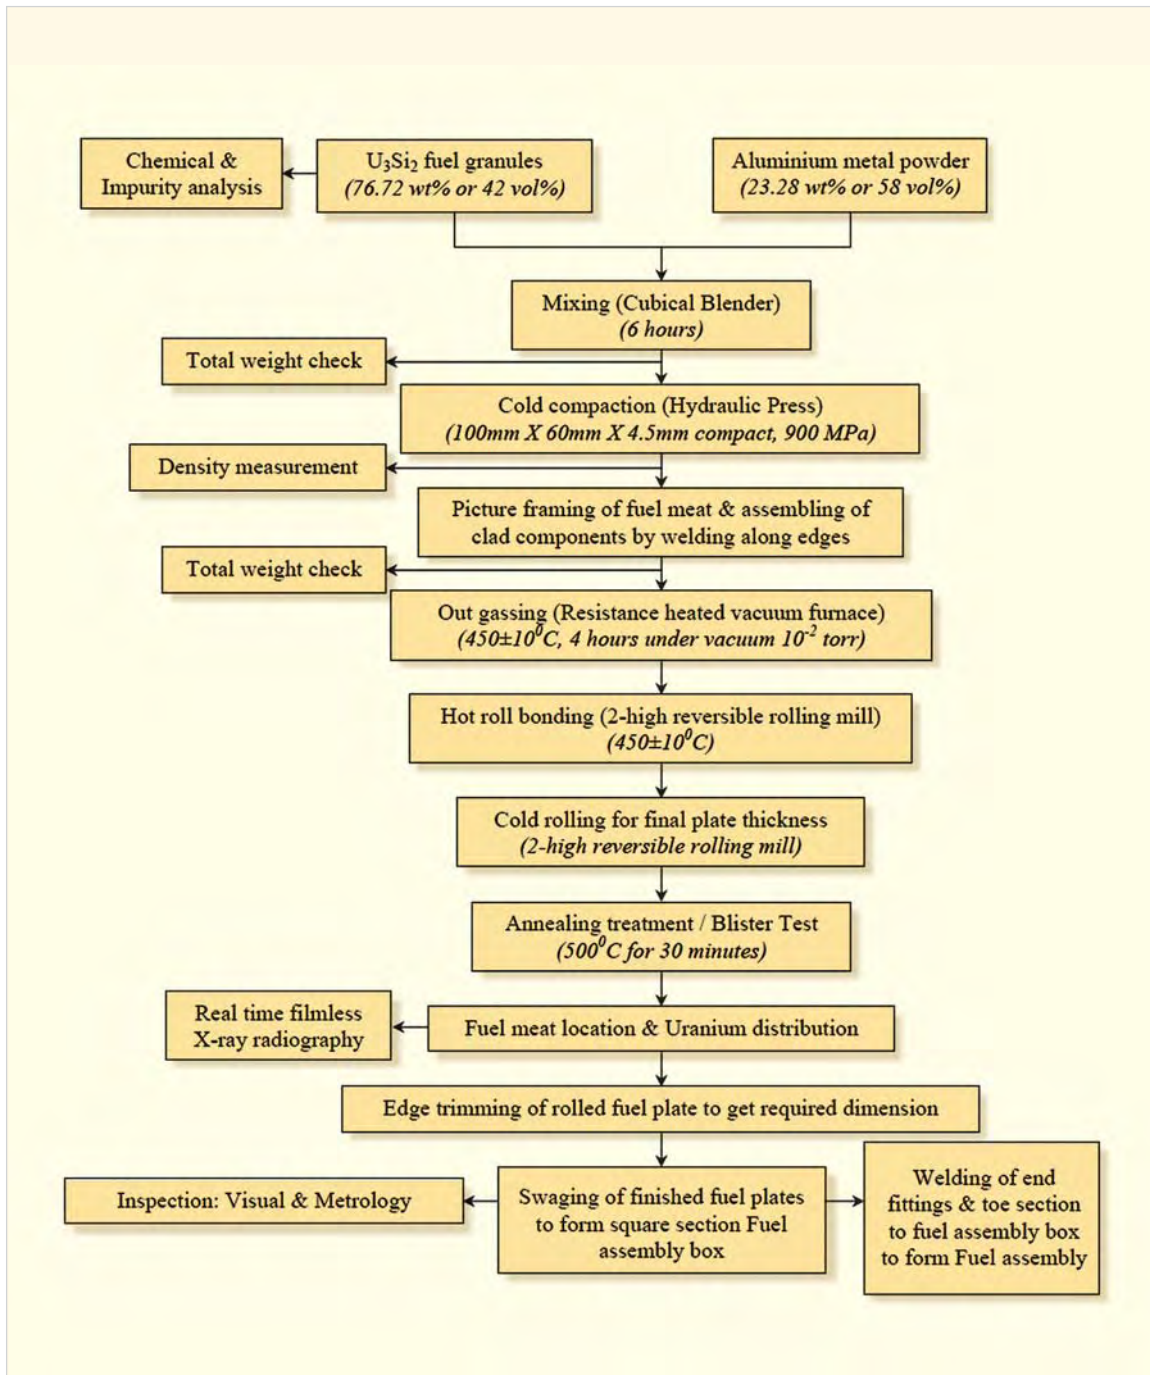 Chemical &
Impurity analysis
U₃Si₂ fuel granules
(76.72 wt% or 42 vol%)
Aluminium metal powder
(23.28 wt% or 58 vol%)
Mixing (Cubical Blender)
(6 hours)
Total weight check
Cold compaction (Hydraulic Press)
(100mm X 60mm X 4.5mm compact, 900 MPa)
Density measurement
Picture framing of fuel meat & assembling of
clad components by welding along edges
Total weight check
Out gassing (Resistance heated vacuum furnace)
(450±10⁰C, 4 hours under vacuum 10⁻² torr)
Hot roll bonding (2-high reversible rolling mill)
(450±10⁰C)
Cold rolling for final plate thickness
(2-high reversible rolling mill)
Annealing treatment / Blister Test
(500⁰C for 30 minutes)
Real time filmless
X-ray radiography
Fuel meat location & Uranium distribution
Edge trimming of rolled fuel plate to get required dimension
Inspection: Visual & Metrology
Swaging of finished fuel plates
to form square section Fuel
assembly box
Welding of end
fittings & toe section
to fuel assembly box
to form Fuel assembly